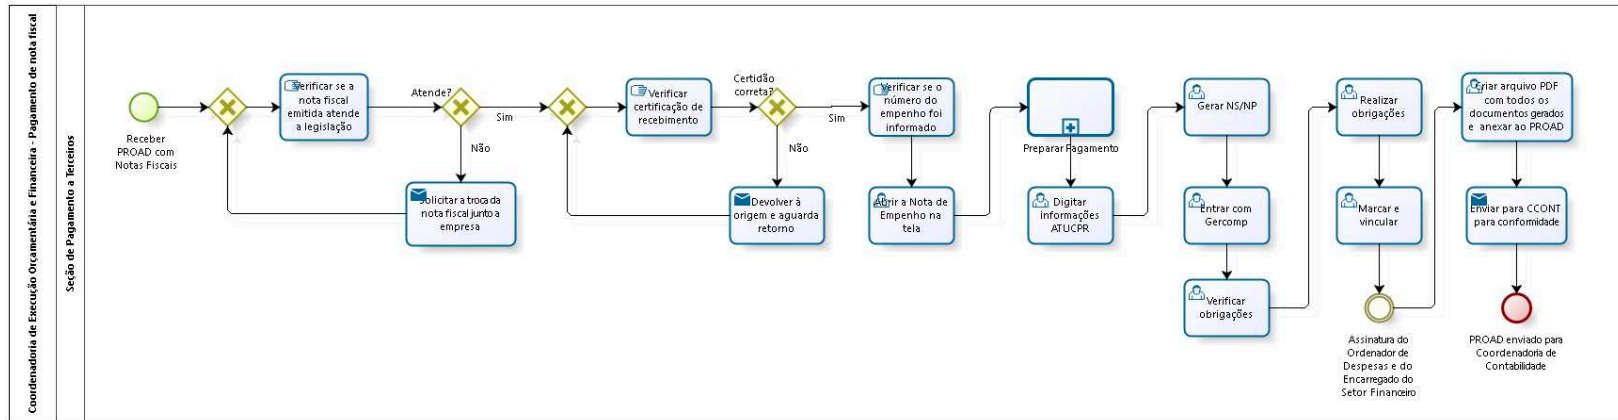 Coordenadoria de Execução Orçamentária e Financeira - Pagamento de nota fiscal
Seção de Pagamento a Terceiros
Receber
PROAD com
Notas Fiscais
Verificar se a
nota fiscal
emitida atende
a legislação
Atende?
Sim
Não
Solicitar a troca da
nota fiscal junto a
empresa
Verificar
certificação de
recebimento
Certidão
correta?
Sim
Não
Devolver à
origem e aguarda
retorno
Verificar se o
número do
empenho foi
informado
Abrir a Nota de
Empenho na
tela
Preparar Pagamento
Digitar
informações
ATUCPR
Gerar NS/NP
Entrar com
Gercomp
Verificar
obrigações
Realizar
obrigações
Marcar e
vincular
Assinatura do
Ordenador de
Despesas e do
Encarregado do
Setor Financeiro
Criar arquivo PDF
com todos os
documentos gerados
e anexar ao PROAD
Enviar para CCONT
para conformidade
PROAD enviado para
Coordenadoria de
Contabilidade